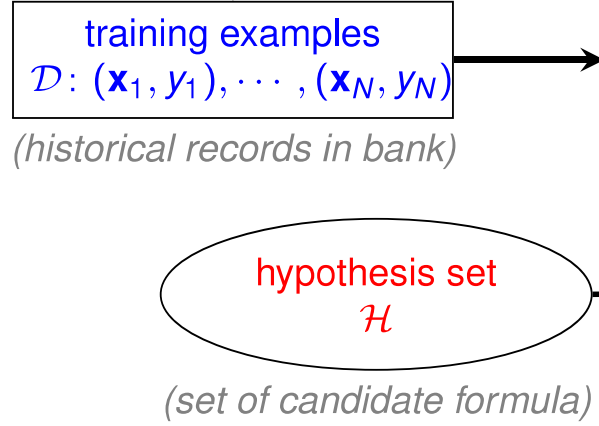 training examples
𝒟: (𝐱₁, y₁), ⋯ , (𝐱_N, y_N)
(historical records in bank)
hypothesis set
ℋ
(set of candidate formula)